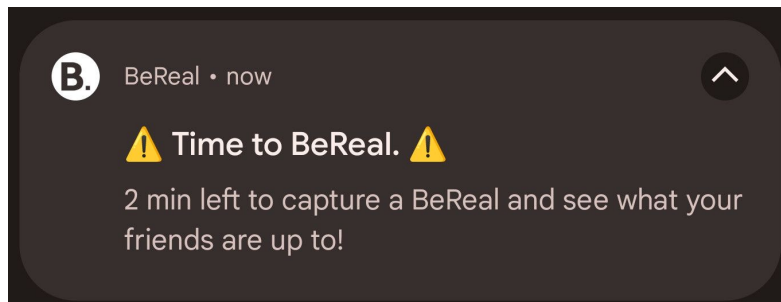 B.
BeReal • now
⚠️ Time to BeReal. ⚠️
2 min left to capture a BeReal and see what your
friends are up to!